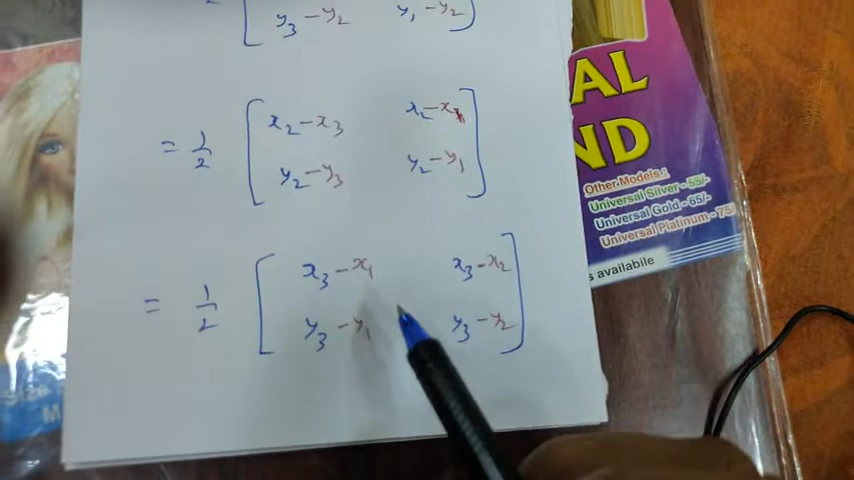 y₃ - y₂ y₁ - y₂
= 1/2 [ x₂ - x₃ x₂ - x₁
y₂ - y₃ y₂ - y₁ ]
= 1/2 [ x₃ - x₁ x₃ - x₂
y₃ - y₁ y₃ - y₂ ]
AL
ND
Other Models :
Universal Silver - 55/-
Universal Gold - 65/-
Universal Platinum - 75/-
s available in